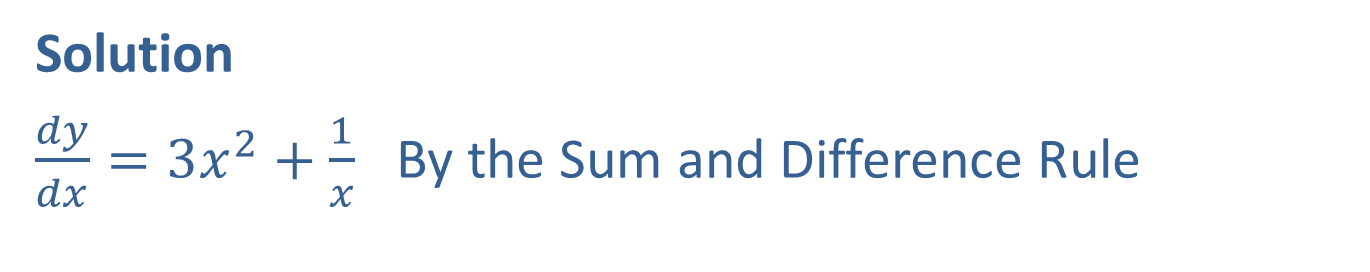 Solution
dy/dx = 3x² + 1/x By the Sum and Difference Rule